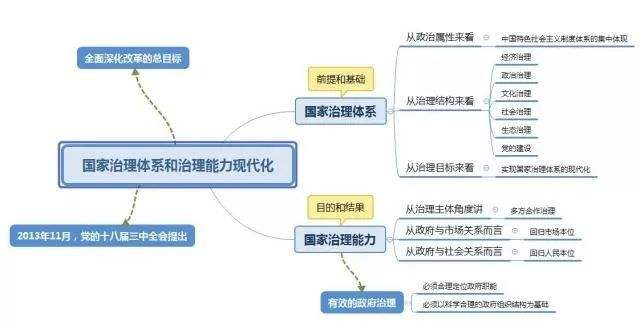 全面深化改革的总目标
国家治理体系和治理能力现代化
2013年11月，党的十八届三中全会提出
前提和基础
国家治理体系
从政治属性来看
中国特色社会主义制度体系的集中体现
从治理结构来看
经济治理
政治治理
文化治理
社会治理
生态治理
党的建设
从治理目标来看
实现国家治理体系的现代化
目的和结果
国家治理能力
从治理主体角度讲
多方合作治理
从政府与市场关系而言
回归市场本位
从政府与社会关系而言
回归人民本位
有效的政府治理
必须合理定位政府职能
必须以科学合理的政府组织结构为基础